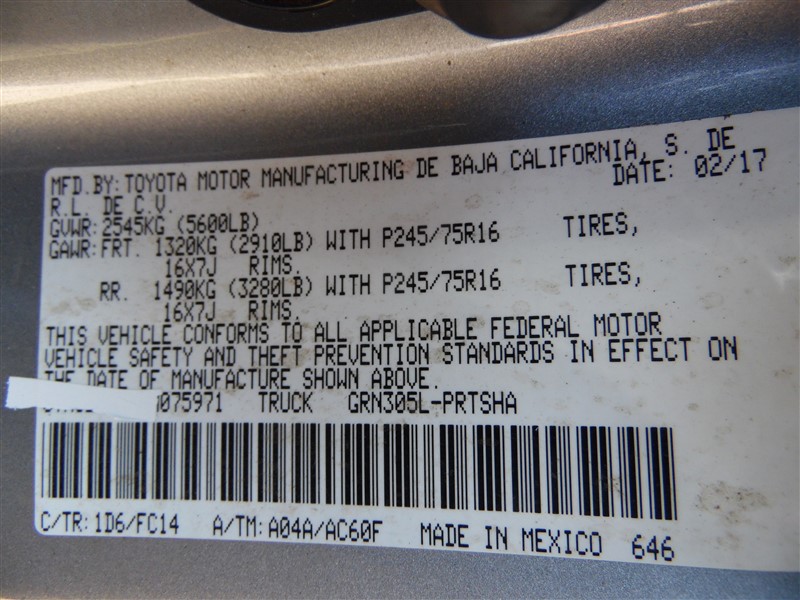 MFD.BY:TOYOTA MOTOR MANUFACTURING DE BAJA CALIFORNIA, S. DE
R.L. DE C.V. DATE: 02/17
GVWR:2545KG (5600LB)
GAWR:FRT. 1320KG (2910LB) WITH P245/75R16 TIRES,
16X7J RIMS.
RR. 1490KG (3280LB) WITH P245/75R16 TIRES,
16X7J RIMS.
THIS VEHICLE CONFORMS TO ALL APPLICABLE FEDERAL MOTOR
VEHICLE SAFETY AND THEFT PREVENTION STANDARDS IN EFFECT ON
THE DATE OF MANUFACTURE SHOWN ABOVE.
075971 TRUCK GRN305L-PRTSHA
C/TR:1D6/FC14 A/TM:A04A/AC60F MADE IN MEXICO 646